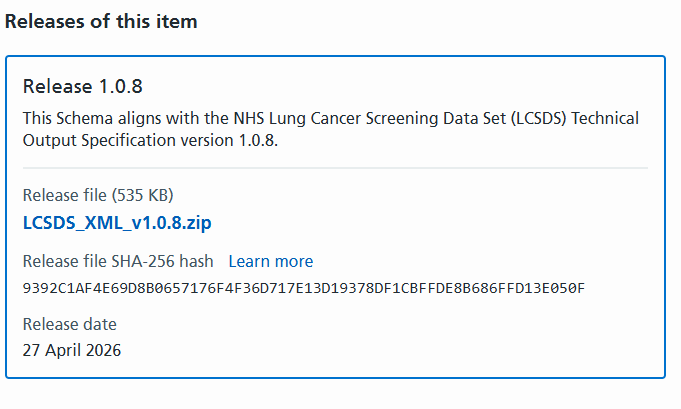 Releases of this item
Release 1.0.8
This Schema aligns with the NHS Lung Cancer Screening Data Set (LCSDS) Technical
Output Specification version 1.0.8.
Release file (535 KB)
LCSDS_XML_v1.0.8.zip
Release file SHA-256 hash Learn more
9392C1AF4E69D8B0657176F4F36D717E13D19378DF1CBFFDE8B686FFD13E050F
Release date
27 April 2026